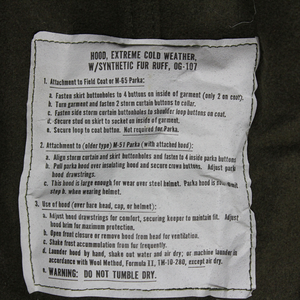 HOOD, EXTREME COLD WEATHER,
W/SYNTHETIC FUR RUFF, OG-107
1. Attachment to Field Coat or M-65 Parka:
a. Fasten skirt buttonholes to 4 buttons on inside of garment (only 2 on coat).
b. Turn garment and fasten 2 storm curtain buttons to collar.
c. Fasten side storm curtain buttonholes to shoulder loop buttons on coat.
d. Secure stud on skirt to socket on inside of garment.
e. Secure loop to coat button. Not required for Parka.
2. Attachment to (older type) M-51 Parka (with attached hood):
a. Align storm curtain and skirt buttonholes and fasten to 4 inside parka buttons
b. Pull parka hood over insulating hood and secure crown buttons. Adjust park
hood drawstrings.
c. This hood is large enough for wear over steel helmet. Parka hood is
step b. when wearing helmet.
3. Use of hood (over bare head, cap, or helmet):
a. Adjust hood drawstrings for comfort, securing keeper to maintain fit. Adjust
hood brim for maximum protection.
b. Open front closure or remove hood from head for ventilation.
c. Shake frost accumulation from fur frequently.
d. Launder hood by hand, shake out water and air dry; or machine launder in
accordance with Wool Method, Formula II, TM-10-280, except air dry.
e. WARNING: DO NOT TUMBLE DRY.